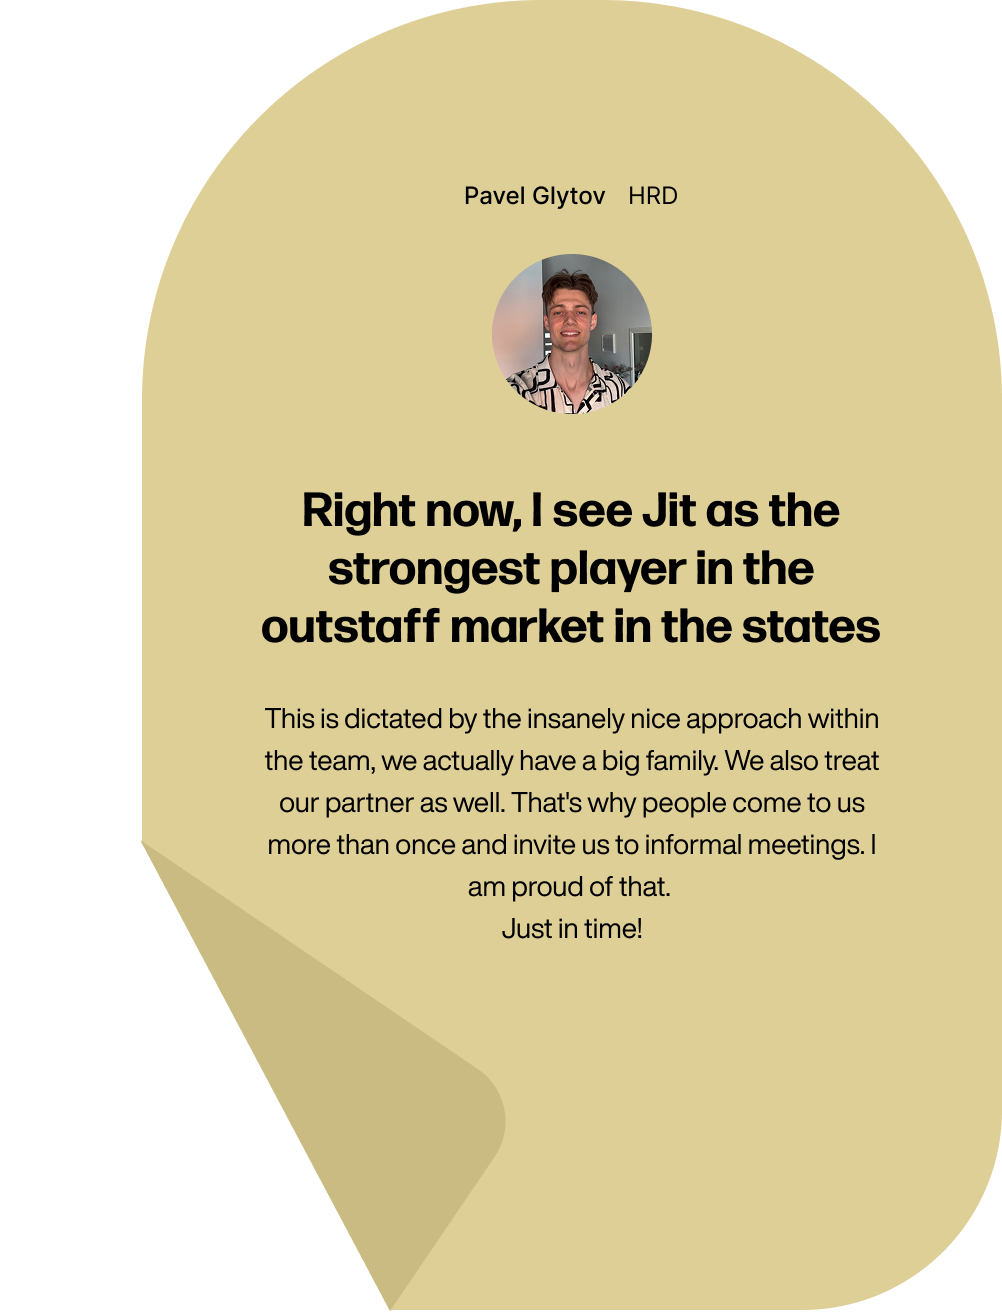 Pavel Glytov HRD
Right now, I see Jit as the
strongest player in the
outstaff market in the states
This is dictated by the insanely nice approach within
the team, we actually have a big family. We also treat
our partner as well. That's why people come to us
more than once and invite us to informal meetings. I
am proud of that.
Just in time!